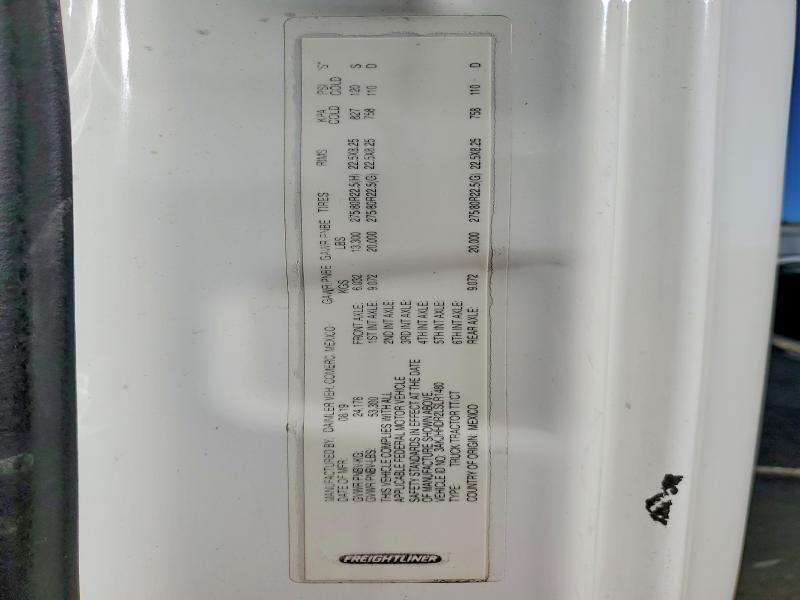 FREIGHTLINER
MANUFACTURED BY: DAIMLER VEH. COMERC. MEXICO
DATE OF MFR: 08/19
GVWR/PNBV-KG: 24.176
GVWR/PNBV-LBS: 53.300
THIS VEHICLE COMPLIES WITH ALL
APPLICABLE FEDERAL MOTOR VEHICLE
SAFETY STANDARDS IN EFFECT AT THE DATE
OF MANUFACTURE SHOWN ABOVE.
VEHICLE ID NO:
TYPE TRUCK TRACTOR TT/CT
COUNTRY OF ORIGIN: MEXICO
GAWR/PNBE GAWR PNBE TIRES RIMS KPA PSI "S"
KGS LBS COLD COLD
FRONT AXLE: 6.032 13.300 275/80R22.5(H) 22.5X8.25 827 120 S
1ST INT AXLE: 9.072 20.000 275/80R22.5(G) 22.5X8.25 758 110 D
2ND INT AXLE:
3RD INT AXLE:
4TH INT AXLE:
5TH INT AXLE:
6TH INT AXLE:
REAR AXLE: 9.072 20.000 275/80R22.5(G) 22.5X8.25 758 110 D